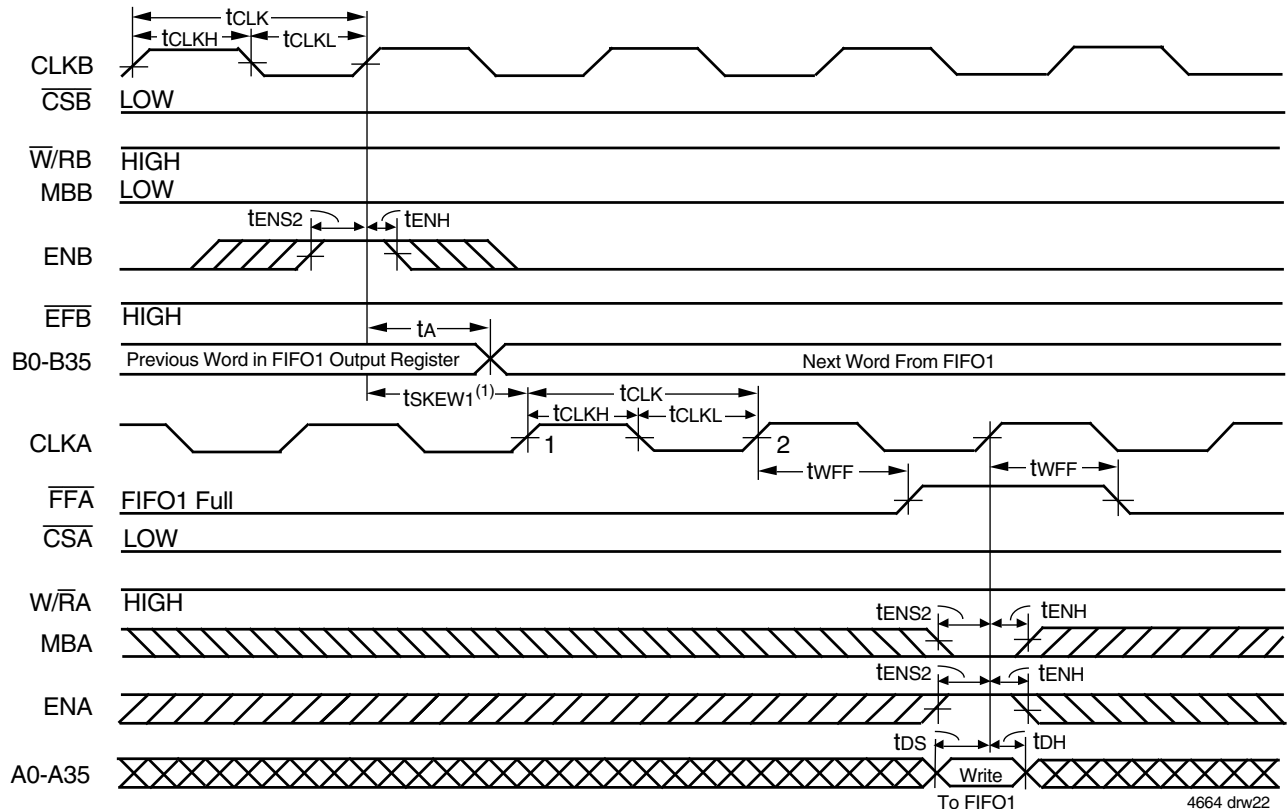 tCLK
tCLKH tCLKL
CLKB
CSB LOW
W/RB HIGH
MBB LOW
tENS2 tENH
ENB
EFB HIGH
tA
B0-B35 Previous Word in FIFO1 Output Register Next Word From FIFO1
tSKEW1(1) tCLK
tCLKH tCLKL
CLKA 1 2
tWFF tWFF
FFA FIFO1 Full
CSA LOW
W/RA HIGH
tENS2 tENH
MBA
tENS2 tENH
ENA
tDS tDH
A0-A35 Write
To FIFO1 4664 drw22